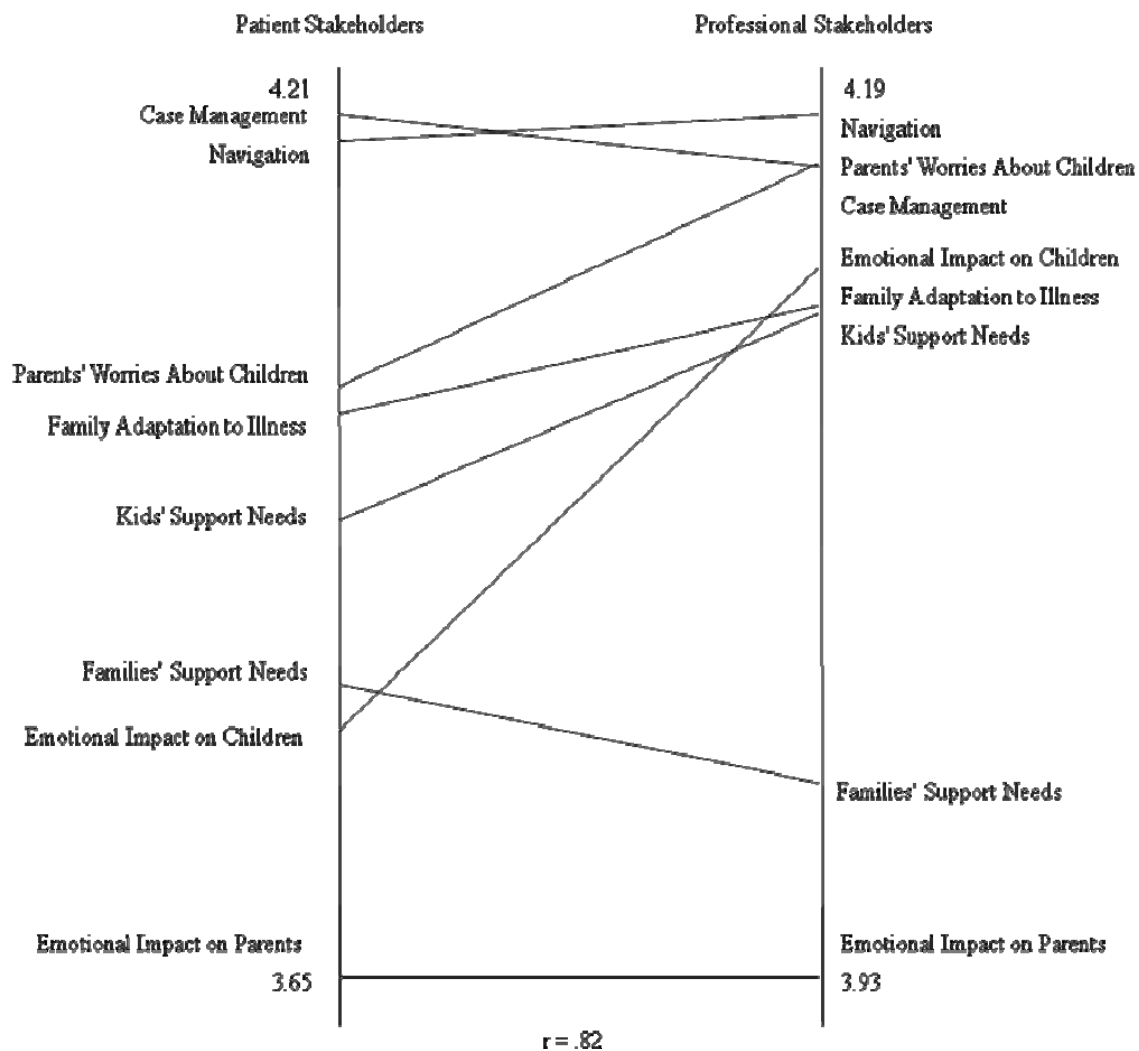 Patient Stakeholders
Professional Stakeholders
4.21
Case Management
Navigation
Parents' Worries About Children
Family Adaptation to Illness
Kids' Support Needs
Families' Support Needs
Emotional Impact on Children
Emotional Impact on Parents
3.65
4.19
Navigation
Parents' Worries About Children
Case Management
Emotional Impact on Children
Family Adaptation to Illness
Kids' Support Needs
Families' Support Needs
Emotional Impact on Parents
3.93
r = .82